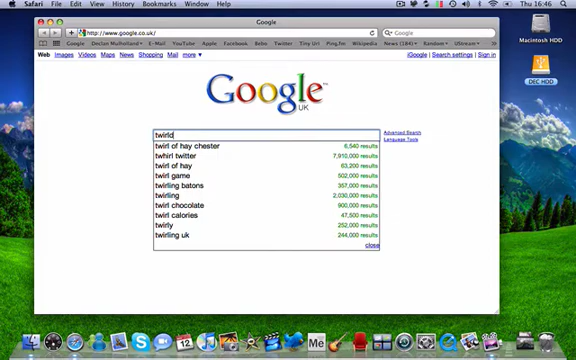 Safari File Edit View History Bookmarks Window Help
Thu 16:46
Google
http://www.google.co.uk/
Google
Google Declan Mulholland E-Mail YouTube Apple Facebook Bebo Twitter Tiny Url Ping.fm Wikipedia News (184) Random UStream
Web Images Videos News Shopping Mail more
iGoogle | Search settings | Sign in
Google
UK
twirld
Advanced Search
Language Tools
twirl of hay chester 6,540 results
twhirl twitter 7,910,000 results
twirl of hay 63,200 results
twirl game 502,000 results
twirling batons 357,000 results
twirling 2,030,000 results
twirl chocolate 900,000 results
twirl calories 47,500 results
twirly 252,000 results
twirling uk 244,000 results
close
Macintosh HDD
DEC HDD
12
Me